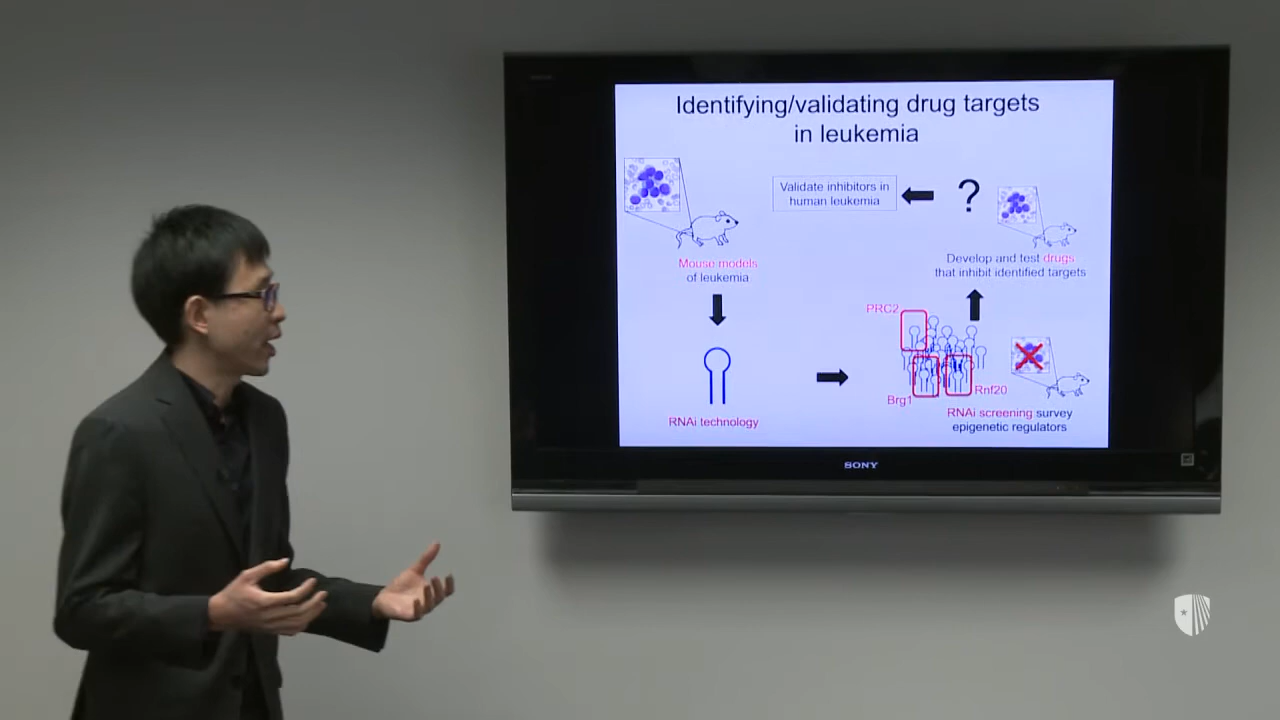 Identifying/validating drug targets
in leukemia
Validate inhibitors in
human leukemia
?
Mouse models
of leukemia
Develop and test drugs
that inhibit identified targets
PRC2
Brg1
Rnf20
RNAi technology
RNAi screening survey
epigenetic regulators
SONY